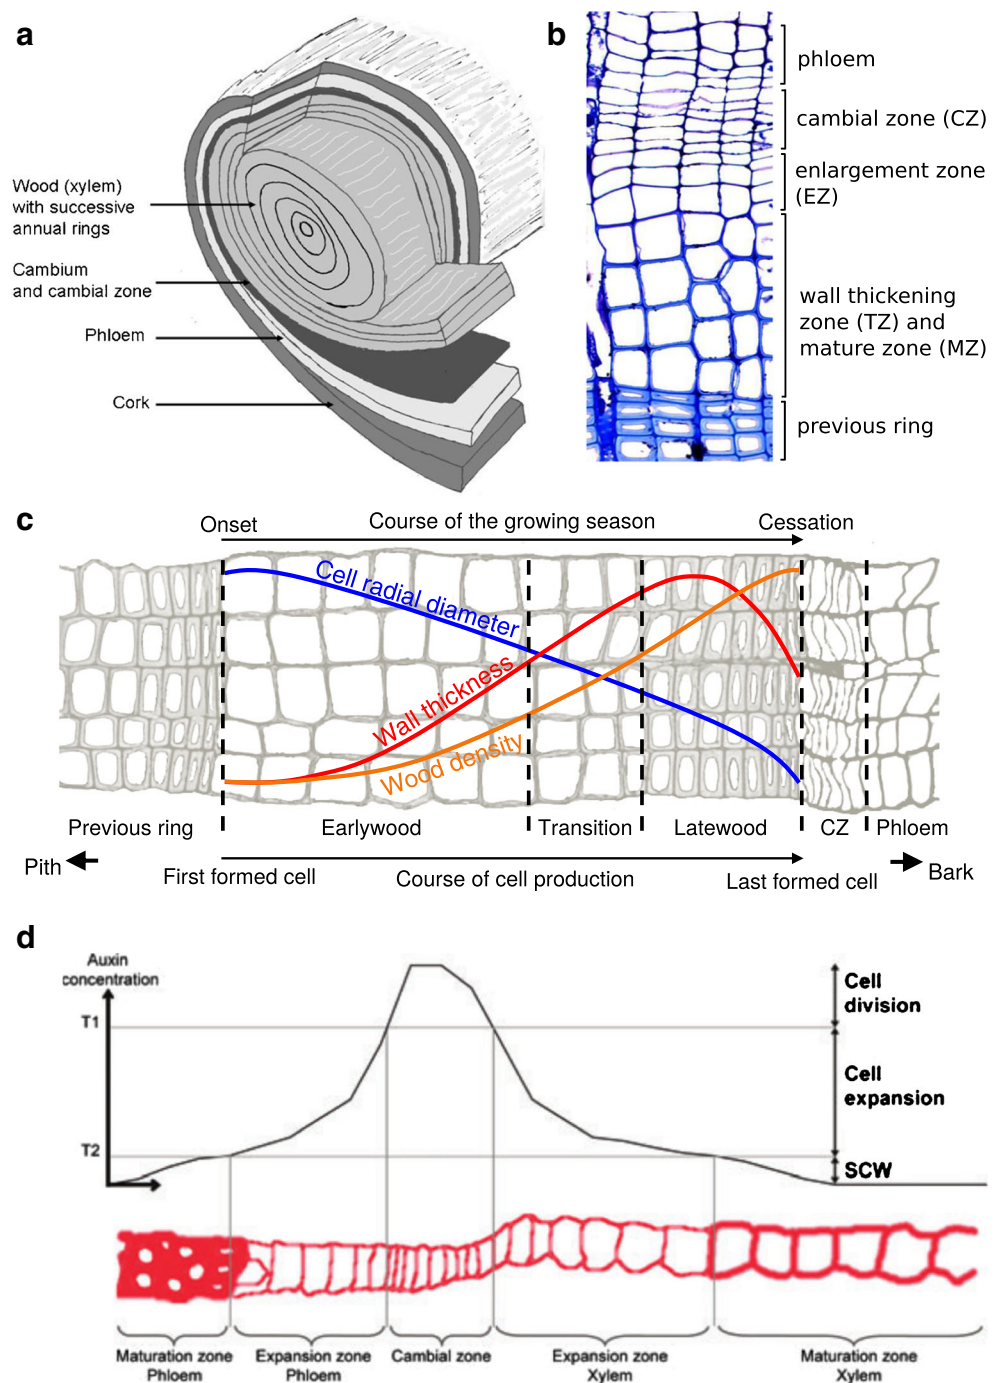 a
Wood (xylem)
with successive
annual rings
Cambium
and cambial zone
Phloem
Cork
b
phloem
cambial zone (CZ)
enlargement zone
(EZ)
wall thickening
zone (TZ) and
mature zone (MZ)
previous ring
c
Onset
Course of the growing season
Cessation
Cell radial diameter
Wall thickness
Wood density
Previous ring
Earlywood
Transition
Latewood
CZ
Phloem
Pith
First formed cell
Course of cell production
Last formed cell
Bark
d
Auxin
concentration
T1
T2
Cell
division
Cell
expansion
SCW
Maturation zone
Phloem
Expansion zone
Phloem
Cambial zone
Expansion zone
Xylem
Maturation zone
Xylem